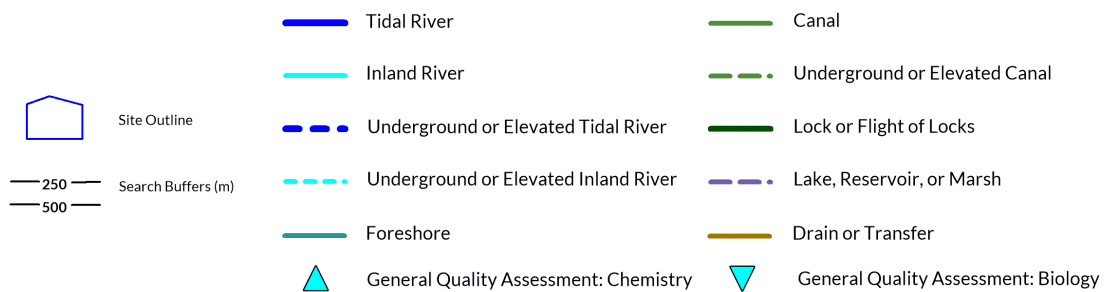 Site Outline
250
500
Search Buffers (m)
Tidal River
Inland River
Underground or Elevated Tidal River
Underground or Elevated Inland River
Foreshore
General Quality Assessment: Chemistry
Canal
Underground or Elevated Canal
Lock or Flight of Locks
Lake, Reservoir, or Marsh
Drain or Transfer
General Quality Assessment: Biology